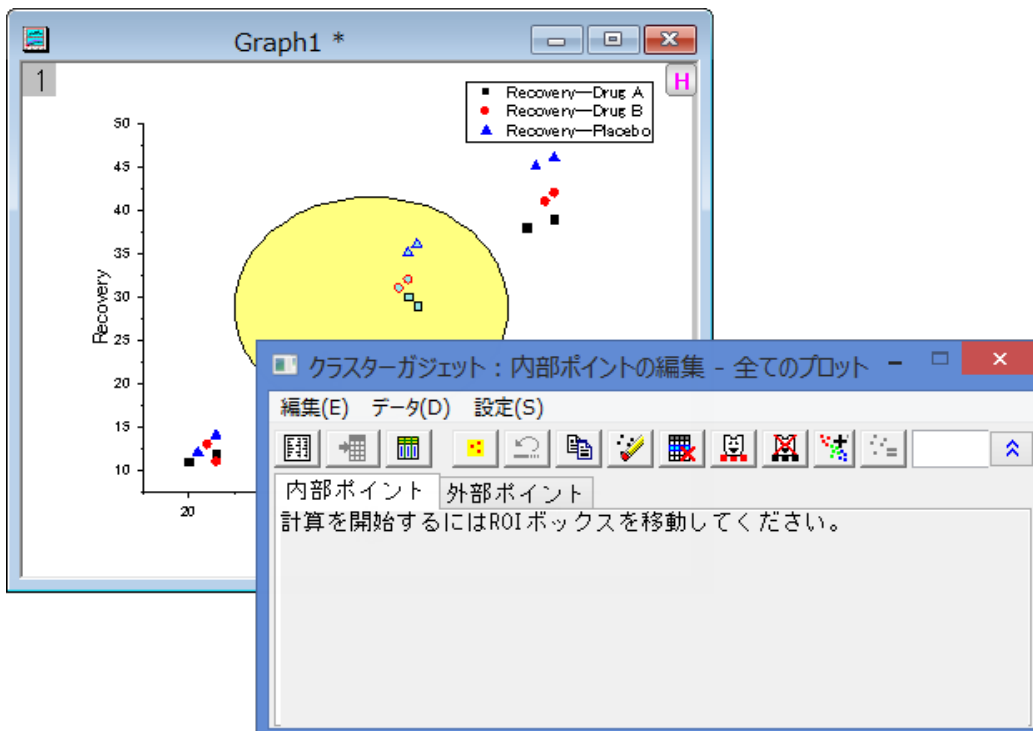 Graph1 *
1
H
Recovery—Drug A
Recovery—Drug B
Recovery—Placebo
50
45
40
35
30
25
20
15
10
Recovery
20
クラスターガジェット : 内部ポイントの編集 - 全てのプロット
編集(E) データ(D) 設定(S)
内部ポイント 外部ポイント
計算を開始するにはROIボックスを移動してください。